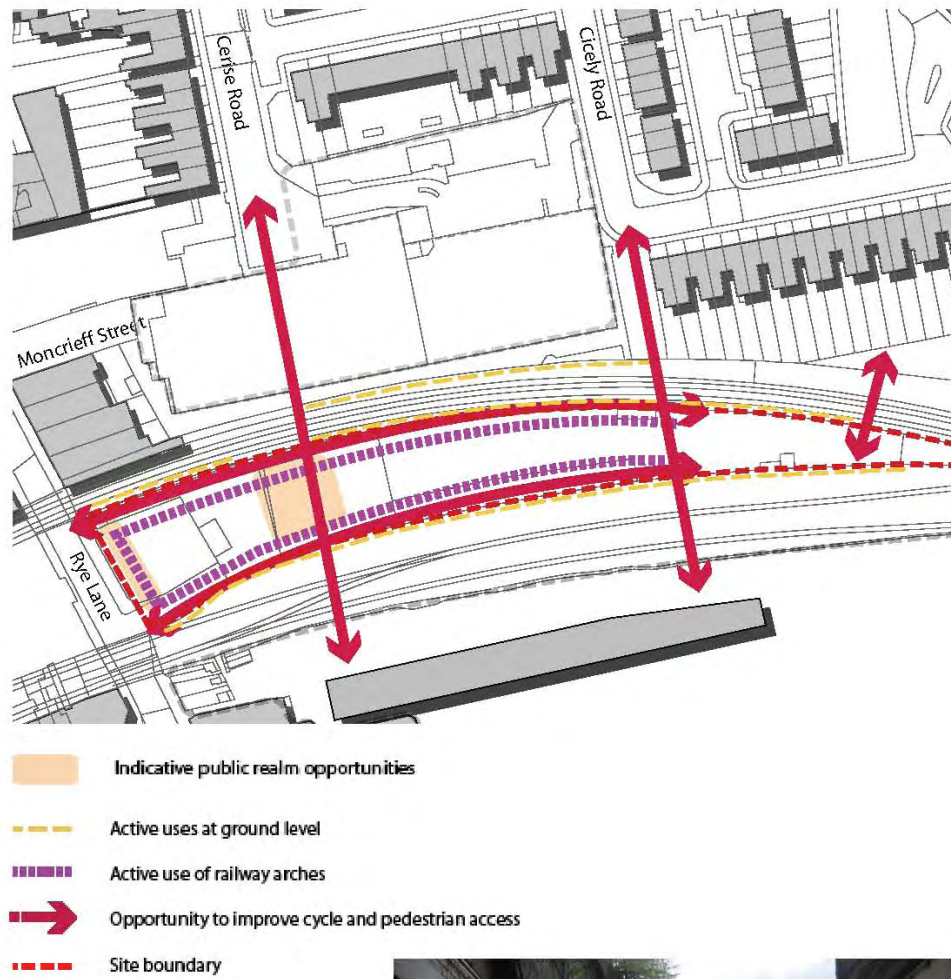 Cerise Road
Cicely Road
Moncrieff Street
Rye Lane
Indicative public realm opportunities
Active uses at ground level
Active use of railway arches
Opportunity to improve cycle and pedestrian access
Site boundary